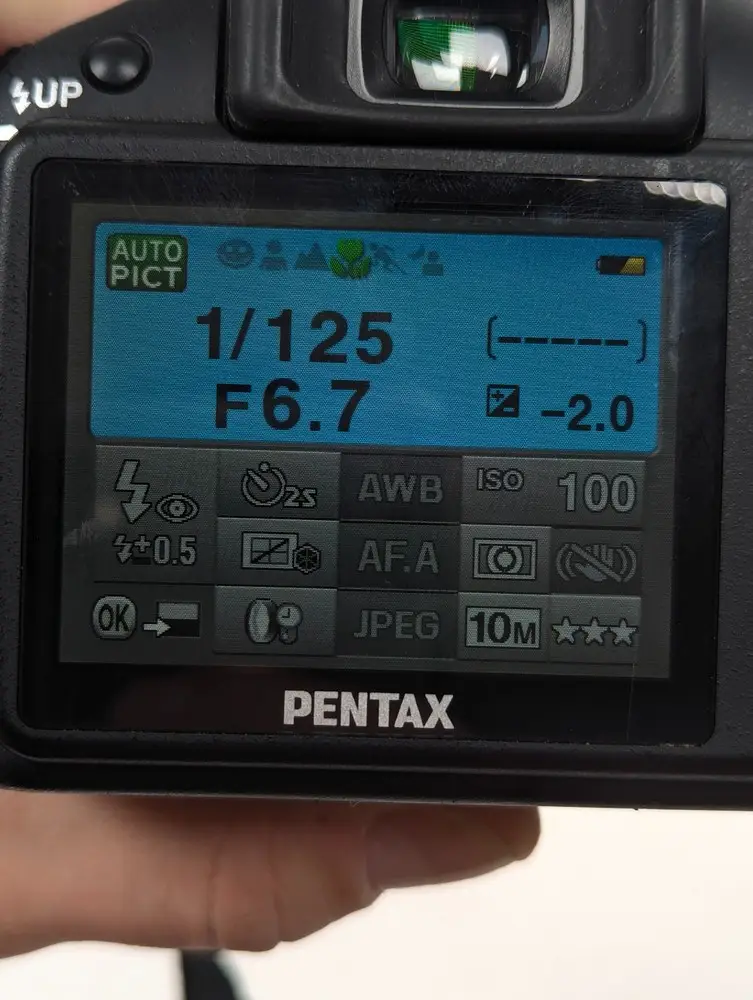 UP
AUTO
PICT
1/125
[-----]
F6.7
-2.0
2s
AWB
ISO 100
±0.5
AF.A
OK
JPEG
10M
PENTAX